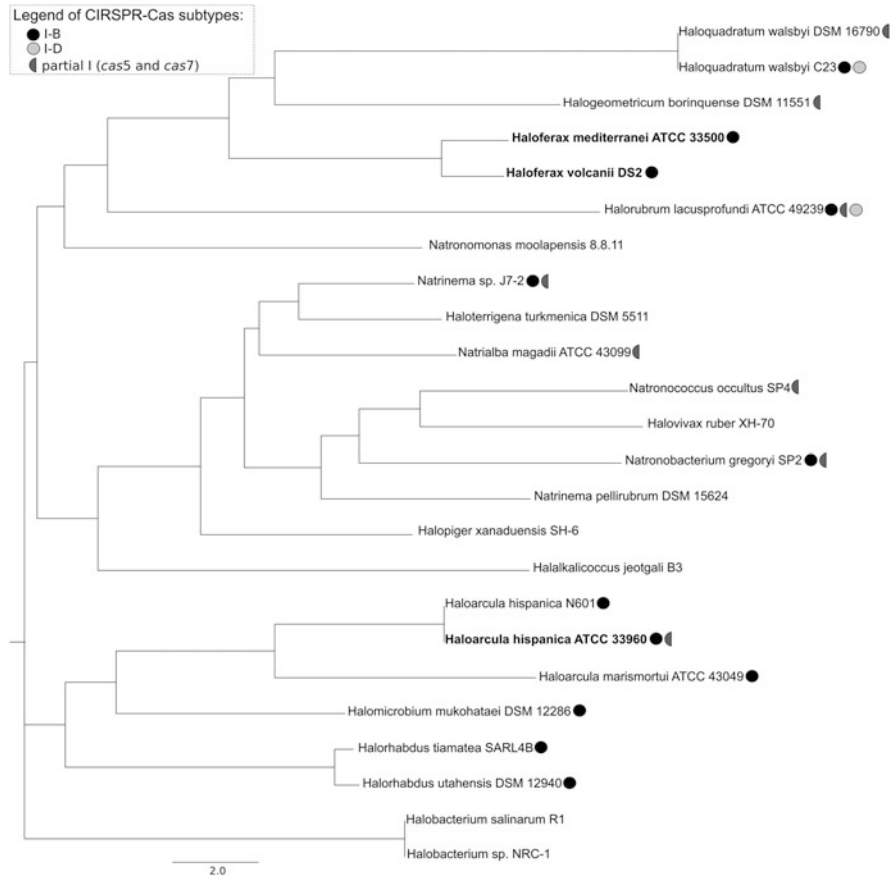 Legend of CIRSPR-Cas subtypes:
I-B
I-D
partial I (cas5 and cas7)
Haloquadratum walsbyi DSM 16790
Haloquadratum walsbyi C23
Halogeometricum borinquense DSM 11551
Haloferax mediterranei ATCC 33500
Haloferax volcanii DS2
Halorubrum lacusprofundi ATCC 49239
Natronomonas moolapensis 8.8.11
Natrinema sp. J7-2
Haloterrigena turkmenica DSM 5511
Natrialba magadii ATCC 43099
Natronococcus occultus SP4
Halovivax ruber XH-70
Natronobacterium gregoryi SP2
Natrinema pellirubrum DSM 15624
Halopiger xanaduensis SH-6
Halalkalicoccus jeotgali B3
Haloarcula hispanica N601
Haloarcula hispanica ATCC 33960
Haloarcula marismortui ATCC 43049
Halomicrobium mukohataei DSM 12286
Halorhabdus tiamatea SARL4B
Halorhabdus utahensis DSM 12940
Halobacterium salinarum R1
Halobacterium sp. NRC-1
2.0